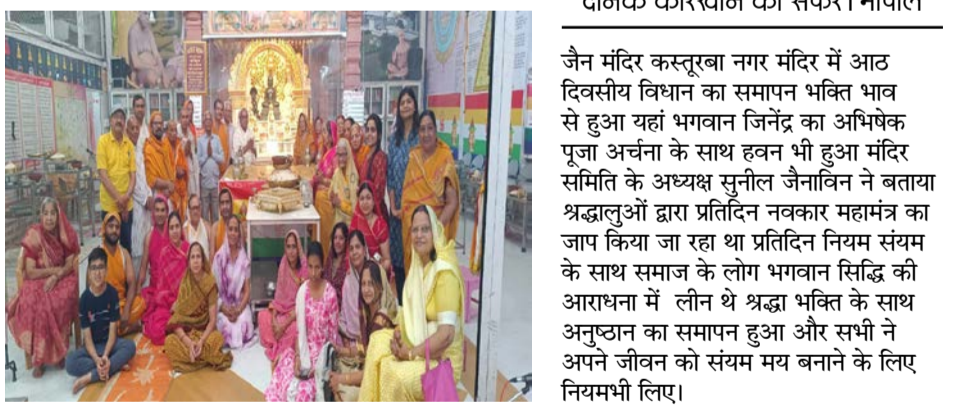 दैनिक कारखाने का सफर। भोपाल
जैन मंदिर कस्तूरबा नगर मंदिर में आठ
दिवसीय विधान का समापन भक्ति भाव
से हुआ यहां भगवान जिनेंद्र का अभिषेक
पूजा अर्चना के साथ हवन भी हुआ मंदिर
समिति के अध्यक्ष सुनील जैनाविन ने बताया
श्रद्धालुओं द्वारा प्रतिदिन नवकार महामंत्र का
जाप किया जा रहा था प्रतिदिन नियम संयम
के साथ समाज के लोग भगवान सिद्धि की
आराधना में लीन थे श्रद्धा भक्ति के साथ
अनुष्ठान का समापन हुआ और सभी ने
अपने जीवन को संयम मय बनाने के लिए
नियमभी लिए।